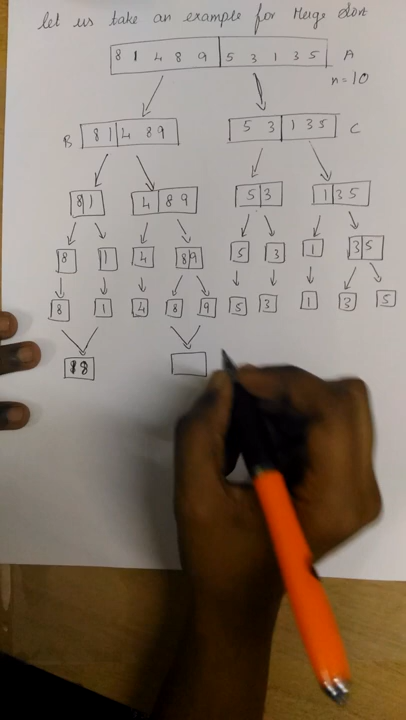 let us take an example for Merge Sort
8 1 4 8 9 5 3 1 3 5 A
n=10
B 8 1 4 8 9 5 3 1 3 5 C
8 1 4 8 9 5 3 1 3 5
8 1 4 8 9 5 3 1 3 5
8 1 4 8 9 5 3 1 3 5
1 8